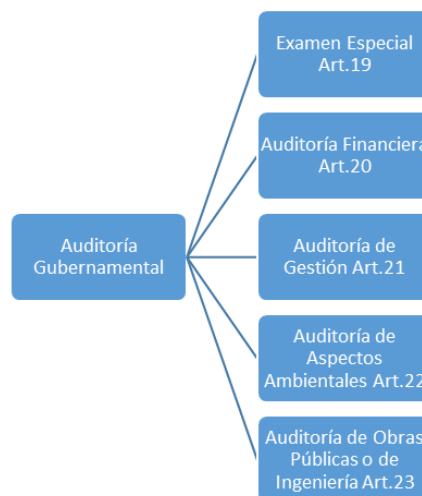 Examen Especial
Art.19
Auditoría Financiera
Art.20
Auditoría
Gubernamental
Auditoría de
Gestión Art.21
Auditoría de
Aspectos
Ambientales Art.22
Auditoría de Obras
Públicas o de
Ingeniería Art.23